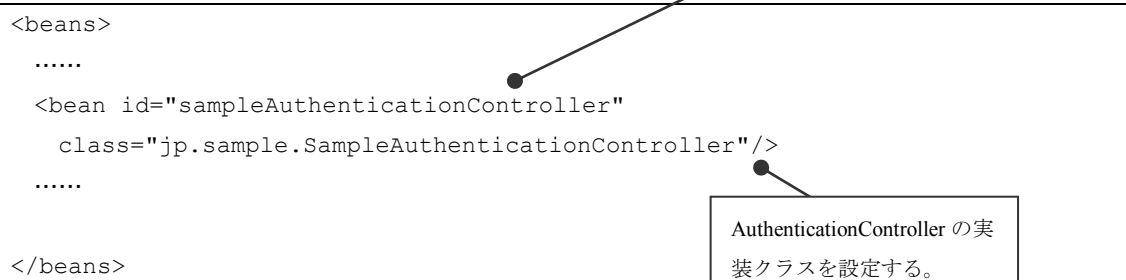 <beans>
……
<bean id="sampleAuthenticationController"
class="jp.sample.SampleAuthenticationController"/>
……
AuthenticationController の実
装クラスを設定する。
</beans>